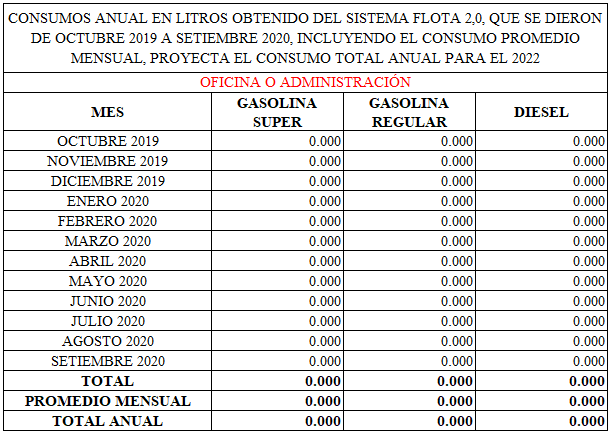 CONSUMOS ANUAL EN LITROS OBTENIDO DEL SISTEMA FLOTA 2,0, QUE SE DIERON
DE OCTUBRE 2019 A SETIEMBRE 2020, INCLUYENDO EL CONSUMO PROMEDIO
MENSUAL, PROYECTA EL CONSUMO TOTAL ANUAL PARA EL 2022
OFICINA O ADMINISTRACIÓN
MES GASOLINA SUPER GASOLINA REGULAR DIESEL
OCTUBRE 2019 0.000 0.000 0.000
NOVIEMBRE 2019 0.000 0.000 0.000
DICIEMBRE 2019 0.000 0.000 0.000
ENERO 2020 0.000 0.000 0.000
FEBRERO 2020 0.000 0.000 0.000
MARZO 2020 0.000 0.000 0.000
ABRIL 2020 0.000 0.000 0.000
MAYO 2020 0.000 0.000 0.000
JUNIO 2020 0.000 0.000 0.000
JULIO 2020 0.000 0.000 0.000
AGOSTO 2020 0.000 0.000 0.000
SETIEMBRE 2020 0.000 0.000 0.000
TOTAL 0.000 0.000 0.000
PROMEDIO MENSUAL 0.000 0.000 0.000
TOTAL ANUAL 0.000 0.000 0.000